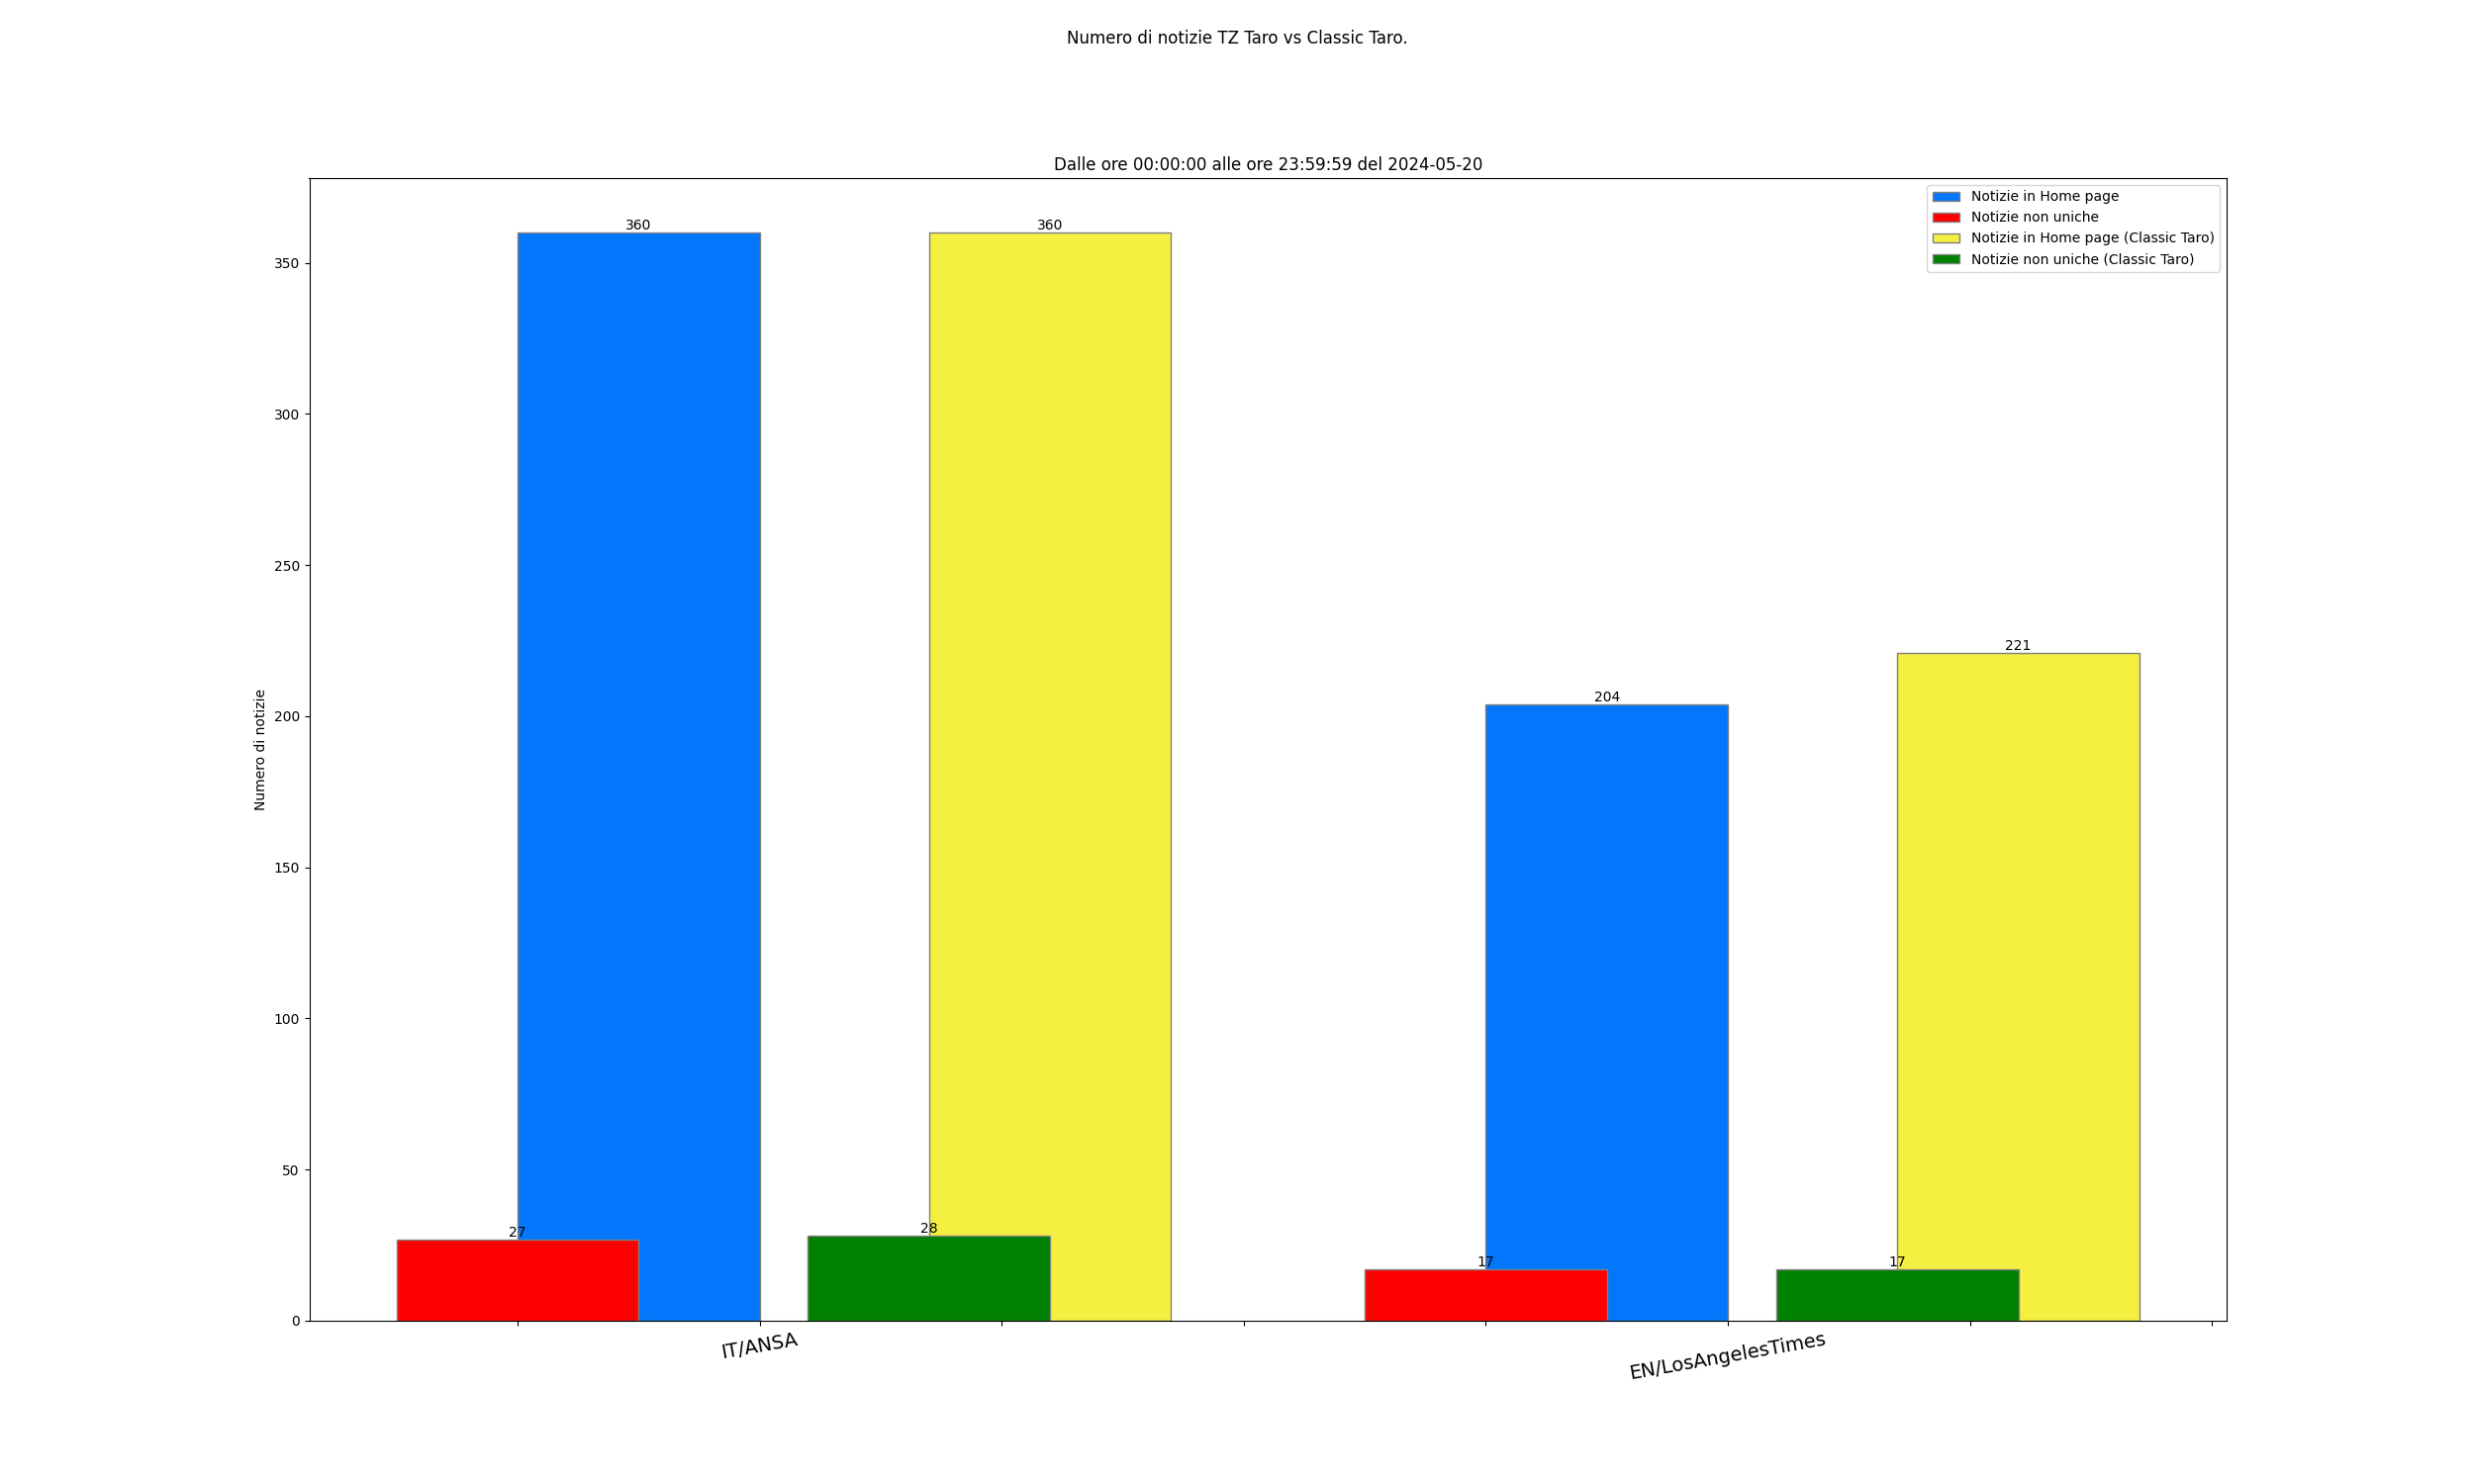 Numero di notizie TZ Taro vs Classic Taro.
Dalle ore 00:00:00 alle ore 23:59:59 del 2024-05-20
Notizie in Home page
Notizie non uniche
Notizie in Home page (Classic Taro)
Notizie non uniche (Classic Taro)
Numero di notizie
350
300
250
200
150
100
50
0
360
360
204
221
27
28
17
17
IT/ANSA
EN/LosAngelesTimes